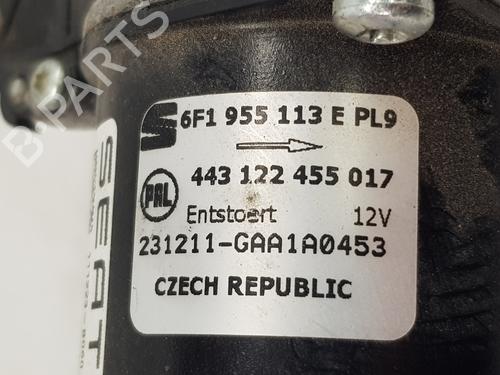 6F1 955 113 E PL9
443 122 455 017
PAL
Entstoert 12V
231211-GAA1A0453
CZECH REPUBLIC
SEAT
B-PARTS